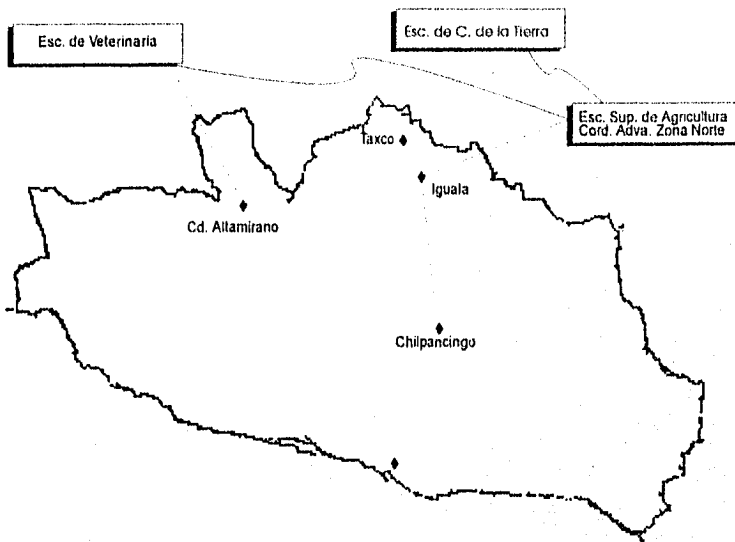 Esc. de Veterinaria
Esc. de C. de la Tierra
Esc. Sup. de Agricultura
Cord. Adva. Zona Norte
Taxco
Iguala
Cd. Altamirano
Chilpancingo